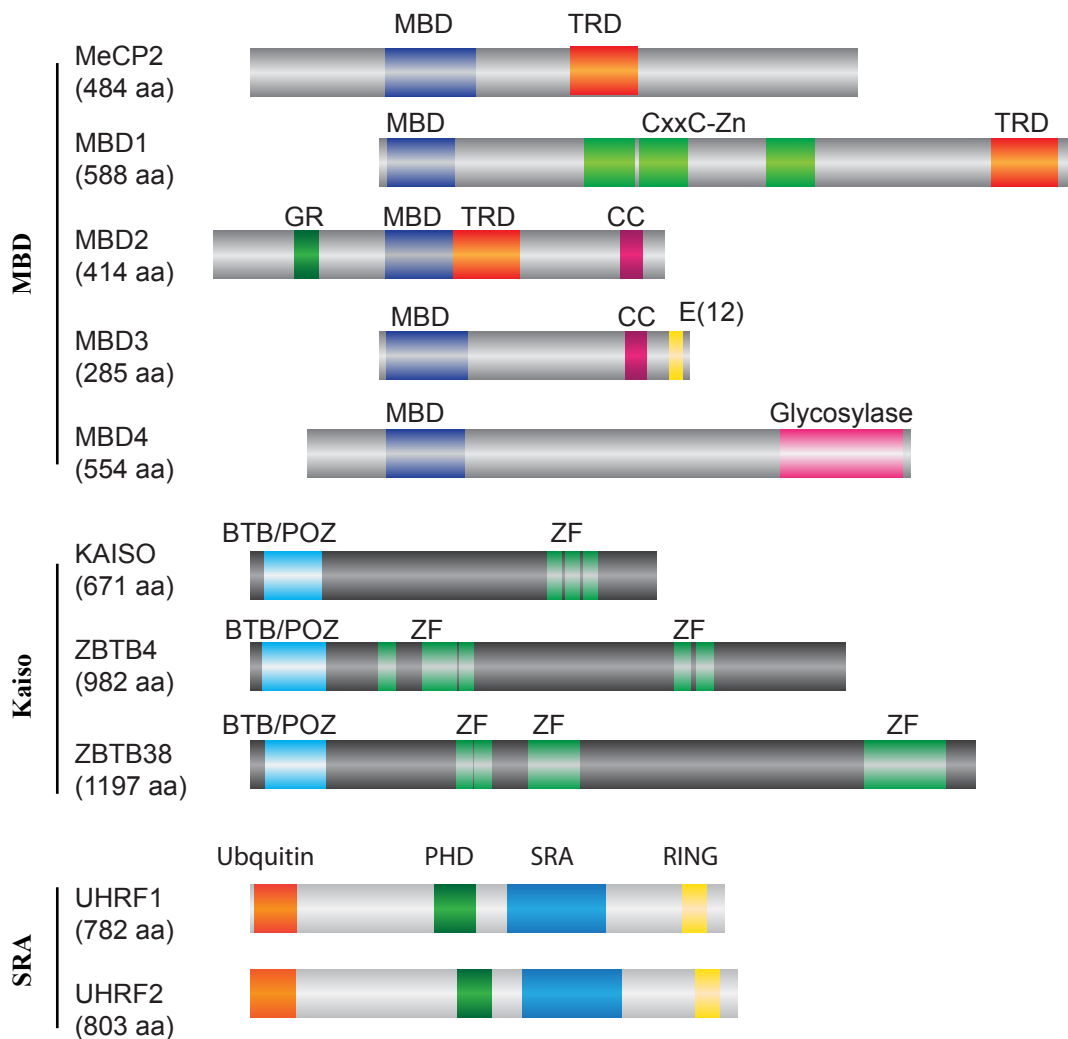 MBD TRD
MeCP2
(484 aa)
MBD CxxC-Zn TRD
MBD1
(588 aa)
GR MBD TRD CC
MBD2
(414 aa)
MBD CC E(12)
MBD3
(285 aa)
MBD Glycosylase
MBD4
(554 aa)
MBD
BTB/POZ ZF
KAISO
(671 aa)
BTB/POZ ZF ZF
ZBTB4
(982 aa)
BTB/POZ ZF ZF ZF
ZBTB38
(1197 aa)
Kaiso
Ubquitin PHD SRA RING
UHRF1
(782 aa)
UHRF2
(803 aa)
SRA